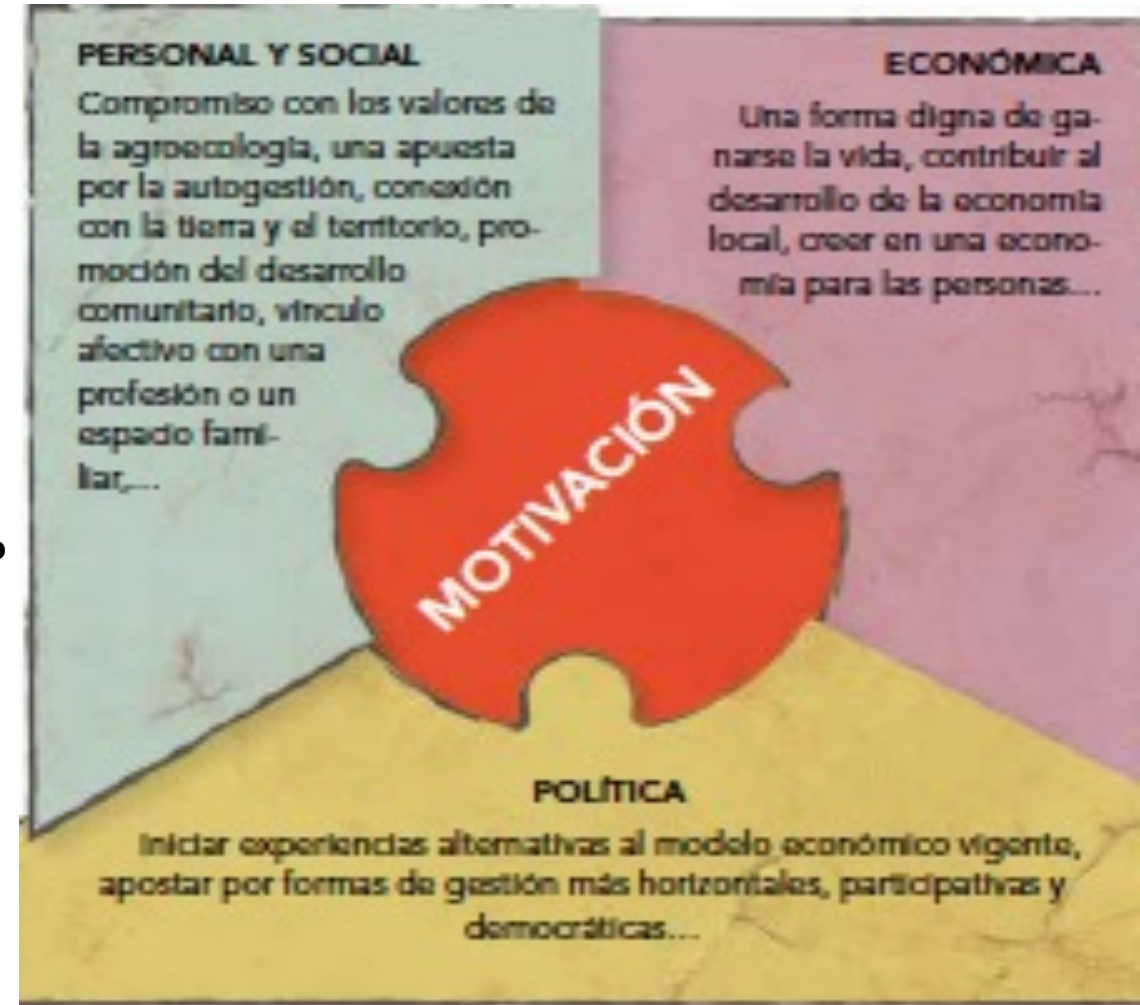 PERSONAL Y SOCIAL
Compromiso con los valores de
la agroecología, una apuesta
por la autogestión, conexión
con la tierra y el territorio, pro-
moción del desarrollo
comunitario, vínculo
afectivo con una
profesión o un
espacio fami-
liar,...
ECONÓMICA
Una forma digna de ga-
narse la vida, contribuir al
desarrollo de la economía
local, creer en una econo-
mía para las personas...
MOTIVACIÓN
POLÍTICA
Iniciar experiencias alternativas al modelo económico vigente,
apostar por formas de gestión más horizontales, participativas y
democráticas...